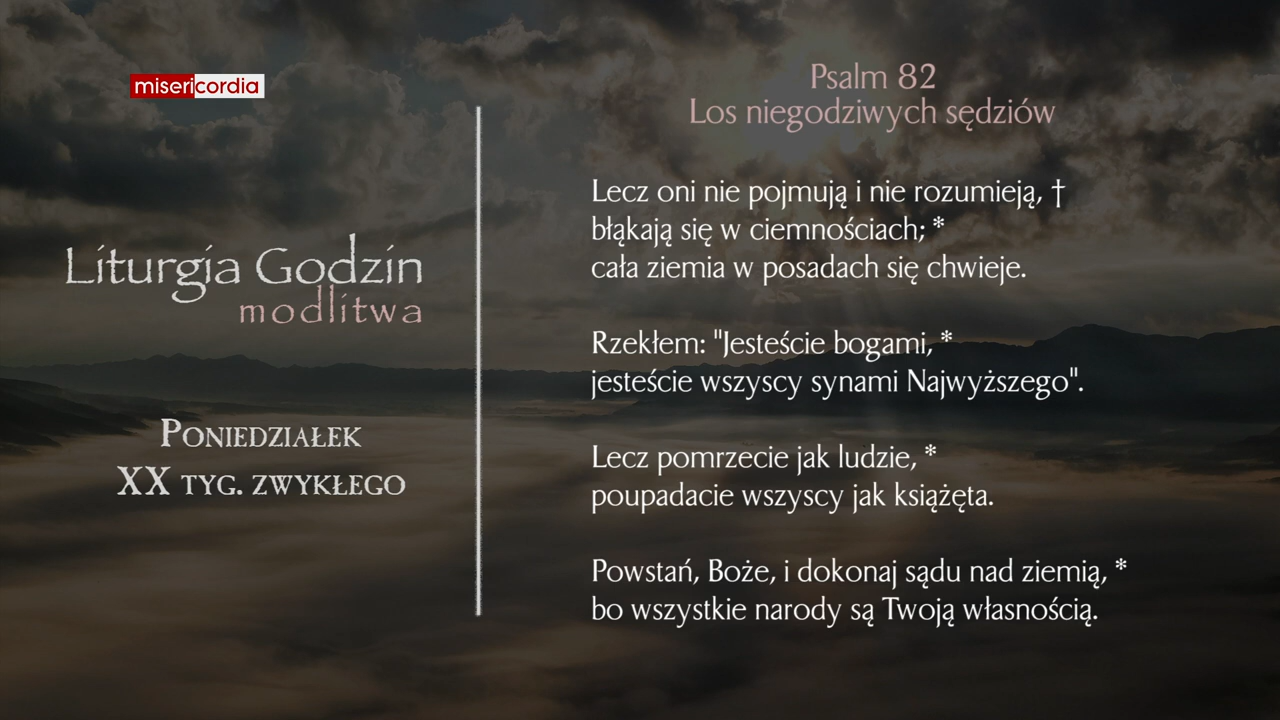 misericordia
Liturgia Godzin
modlitwa
Poniedziałek
XX tyg. zwykłego
Psalm 82
Los niegodziwych sędziów
Lecz oni nie pojmują i nie rozumieją, †
błąkają się w ciemnościach; *
cała ziemia w posadach się chwieje.
Rzekłem: "Jesteście bogami, *
jesteście wszyscy synami Najwyższego".
Lecz pomrzecie jak ludzie, *
poupadacie wszyscy jak książęta.
Powstań, Boże, i dokonaj sądu nad ziemią, *
bo wszystkie narody są Twoją własnością.